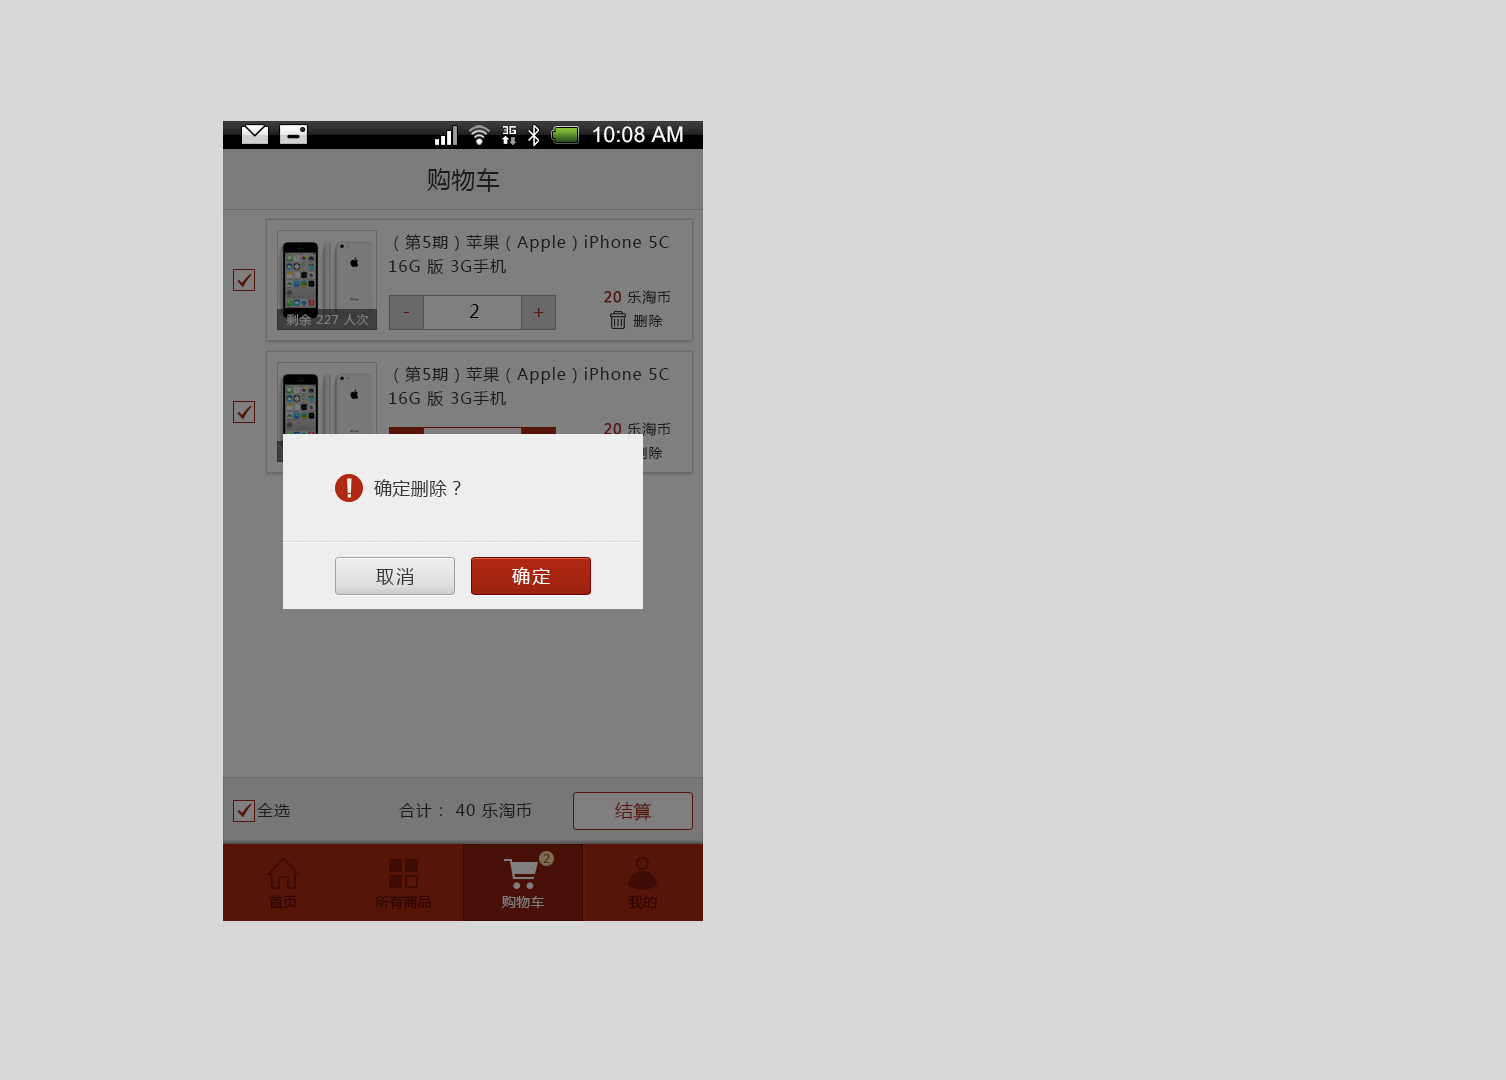 10:08 AM
购物车
（第5期）苹果（Apple）iPhone 5C
16G 版 3G手机
- 2 +
20 乐淘币
删除
剩余 227 人次
（第5期）苹果（Apple）iPhone 5C
16G 版 3G手机
20 乐淘币
删除
确定删除？
取消 确定
全选 合计： 40 乐淘币 结算
2
首页 所有商品 购物车 我的